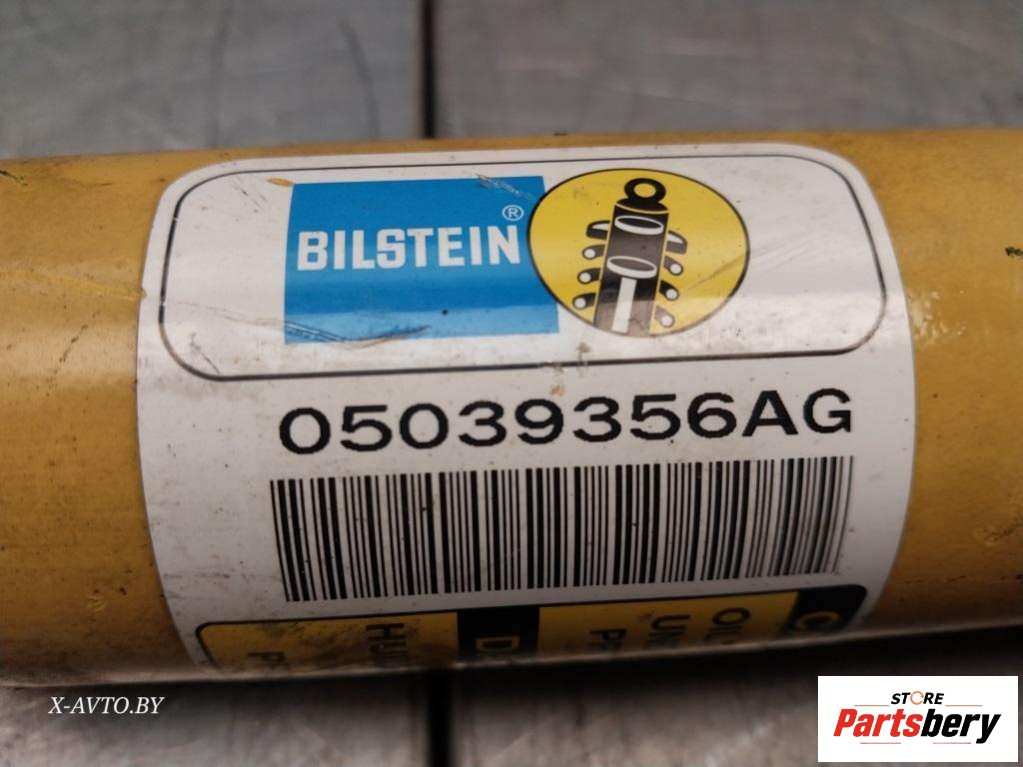 BILSTEIN®
05039356AG
X-AVTO.BY
STORE
Partsbery